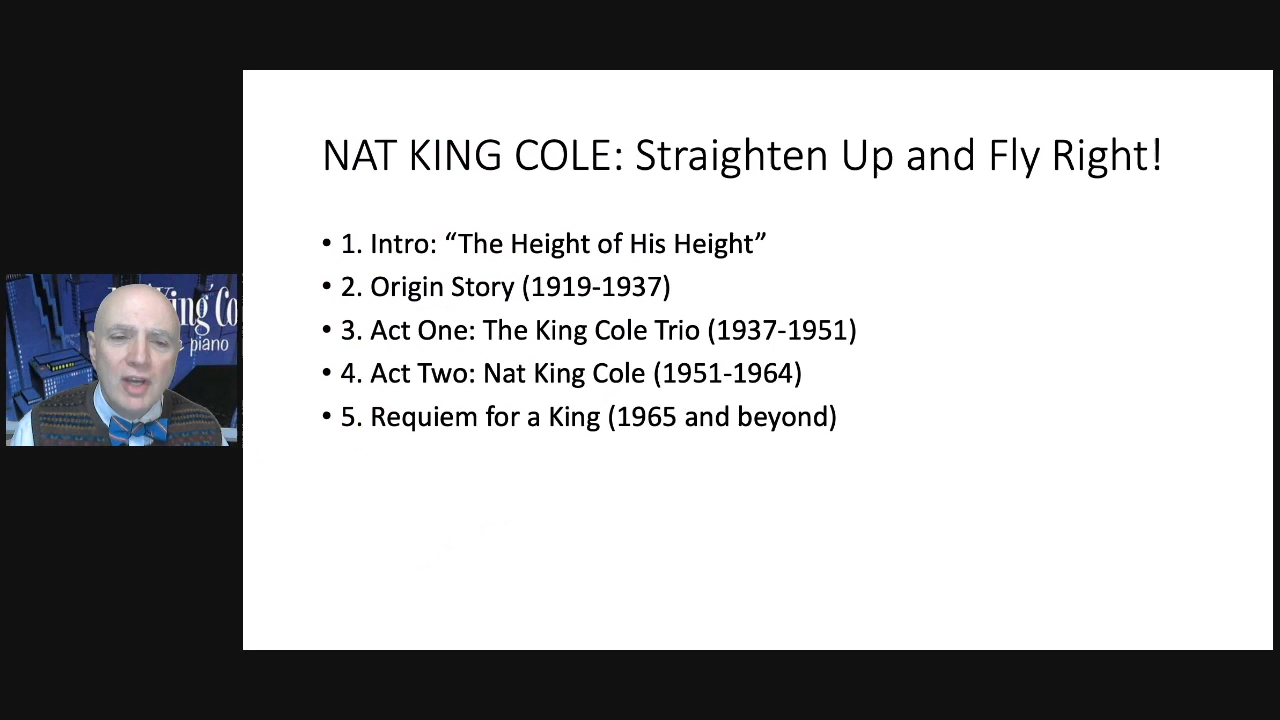 NAT KING COLE: Straighten Up and Fly Right!
• 1. Intro: “The Height of His Height”
• 2. Origin Story (1919-1937)
• 3. Act One: The King Cole Trio (1937-1951)
• 4. Act Two: Nat King Cole (1951-1964)
• 5. Requiem for a King (1965 and beyond)
King Co
piano